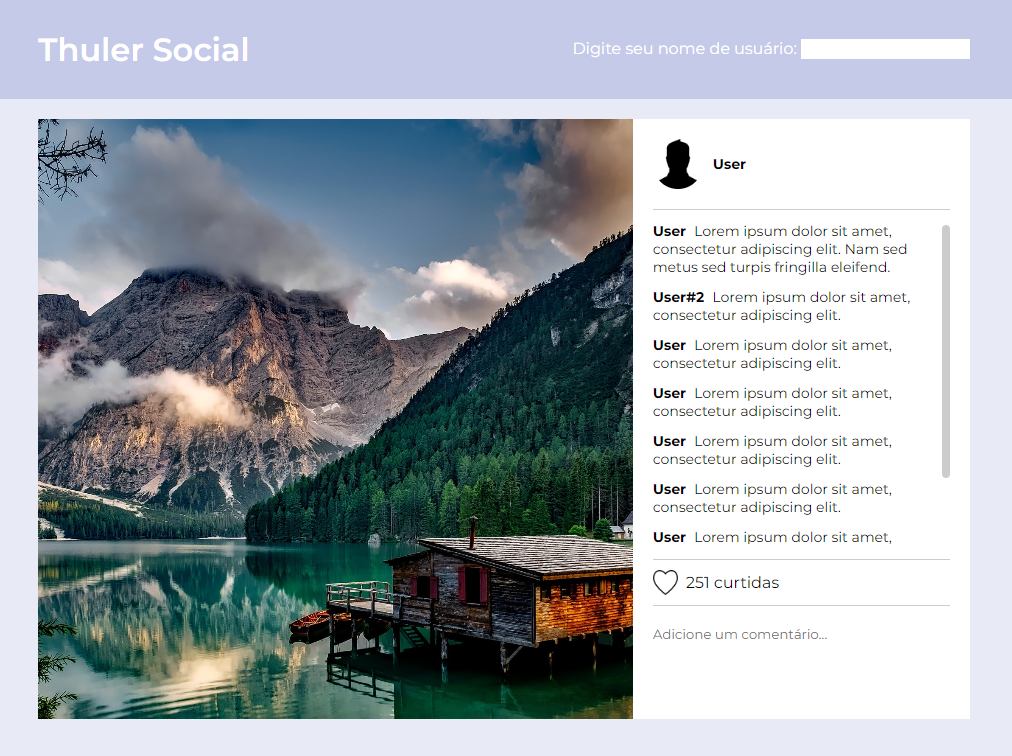 Thuler Social
Digite seu nome de usuário:
User
User Lorem ipsum dolor sit amet,
consectetur adipiscing elit. Nam sed
metus sed turpis fringilla eleifend.
User#2 Lorem ipsum dolor sit amet,
consectetur adipiscing elit.
User Lorem ipsum dolor sit amet,
consectetur adipiscing elit.
User Lorem ipsum dolor sit amet,
consectetur adipiscing elit.
User Lorem ipsum dolor sit amet,
consectetur adipiscing elit.
User Lorem ipsum dolor sit amet,
consectetur adipiscing elit.
User Lorem ipsum dolor sit amet,
251 curtidas
Adicione um comentário...